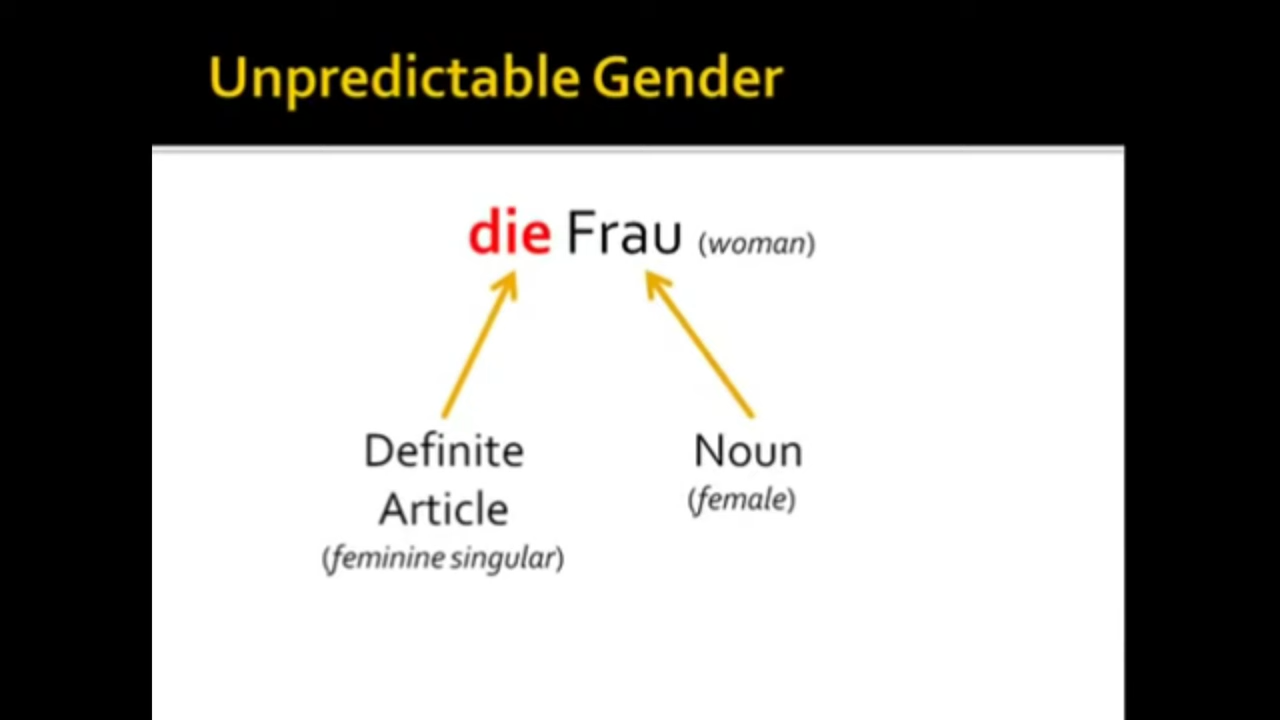 Unpredictable Gender
die Frau (woman)
Definite
Article
(feminine singular)
Noun
(female)